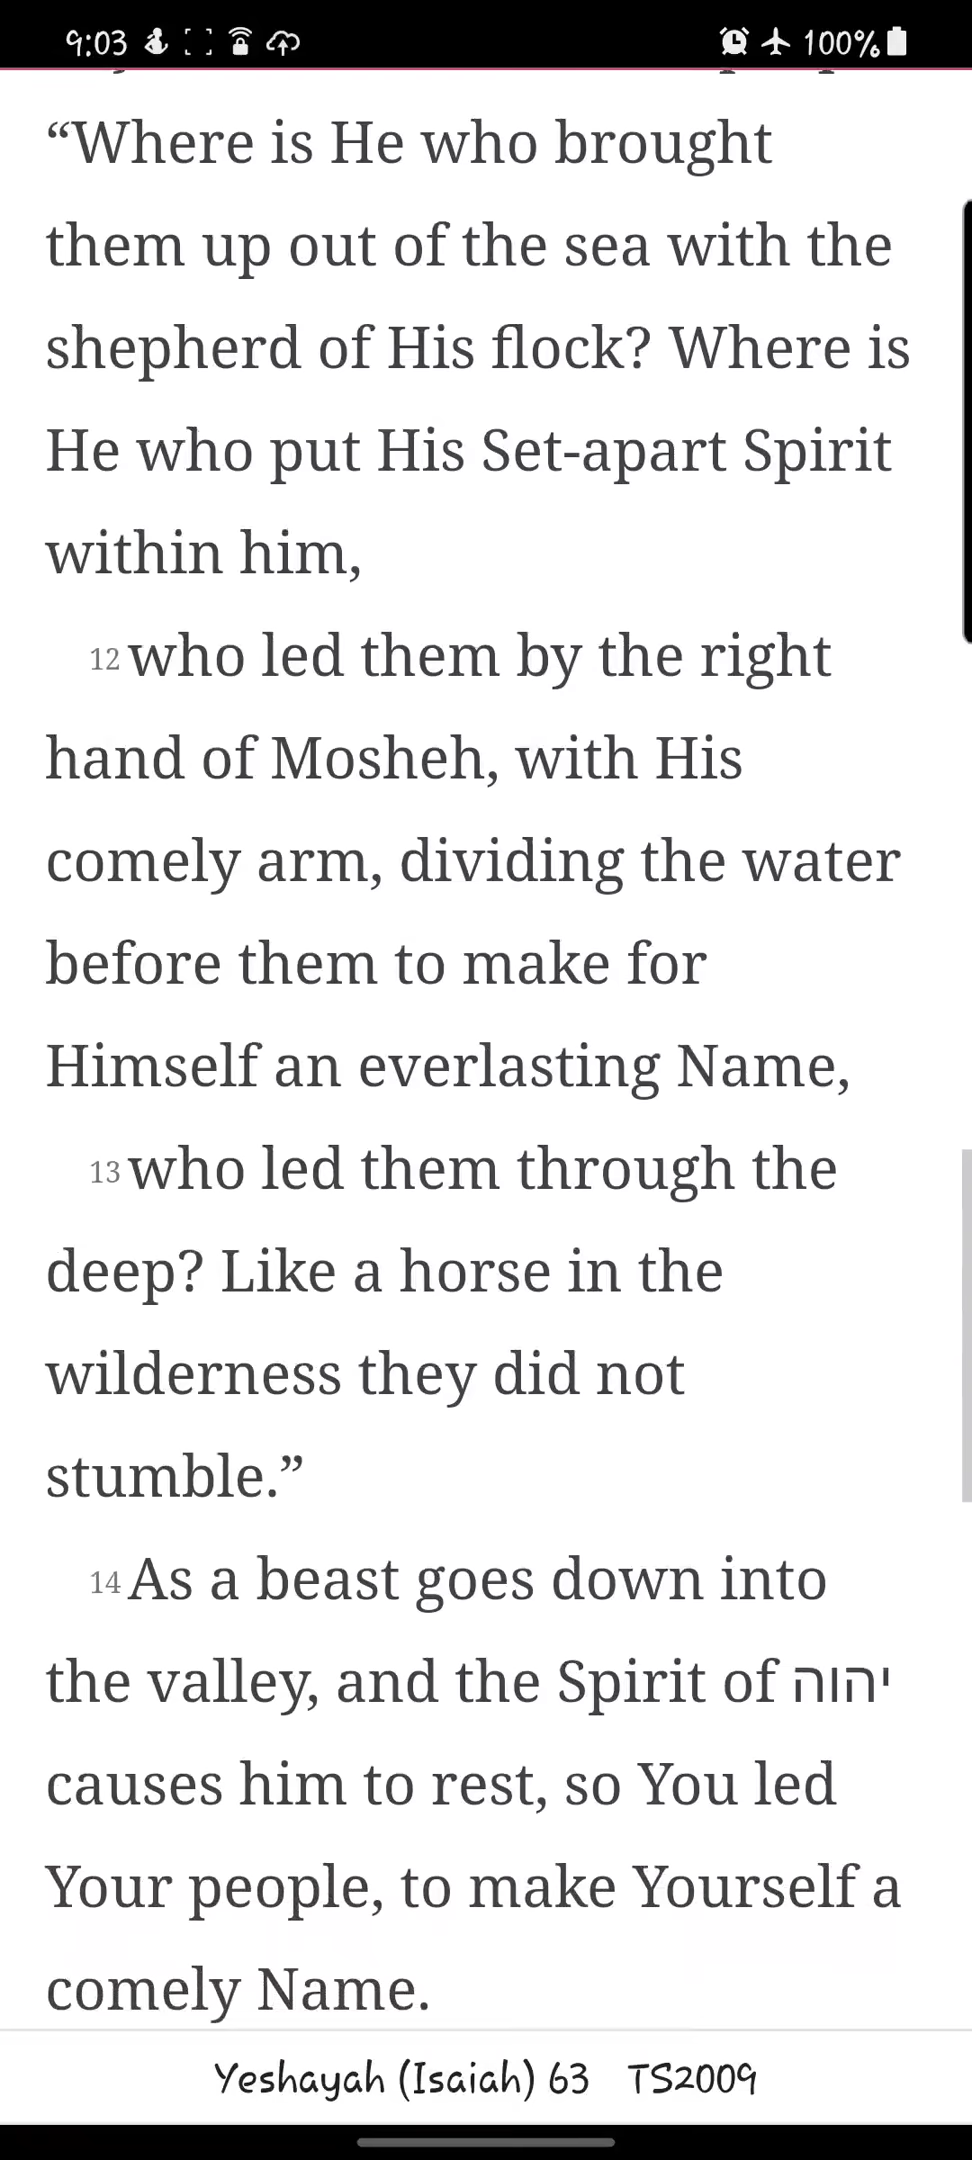 9:03 100%
“Where is He who brought
them up out of the sea with the
shepherd of His flock? Where is
He who put His Set-apart Spirit
within him,
12 who led them by the right
hand of Mosheh, with His
comely arm, dividing the water
before them to make for
Himself an everlasting Name,
13 who led them through the
deep? Like a horse in the
wilderness they did not
stumble.”
14 As a beast goes down into
the valley, and the Spirit of יהוה
causes him to rest, so You led
Your people, to make Yourself a
comely Name.
Yeshayah (Isaiah) 63 TS2009